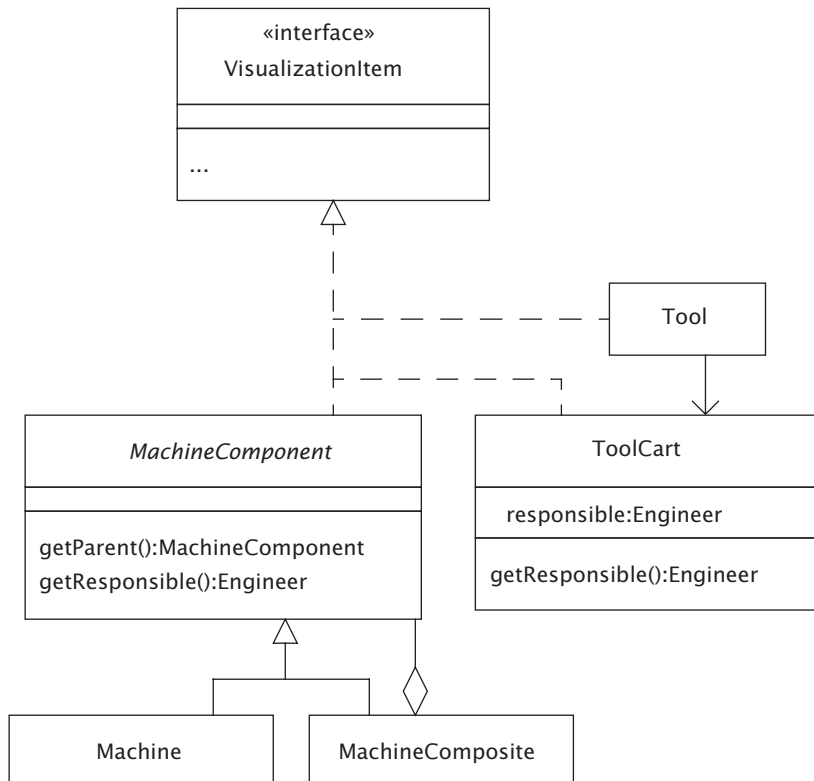 «interface»
VisualizationItem
...
Tool
MachineComponent
getParent():MachineComponent
getResponsible():Engineer
ToolCart
responsible:Engineer
getResponsible():Engineer
Machine
MachineComposite